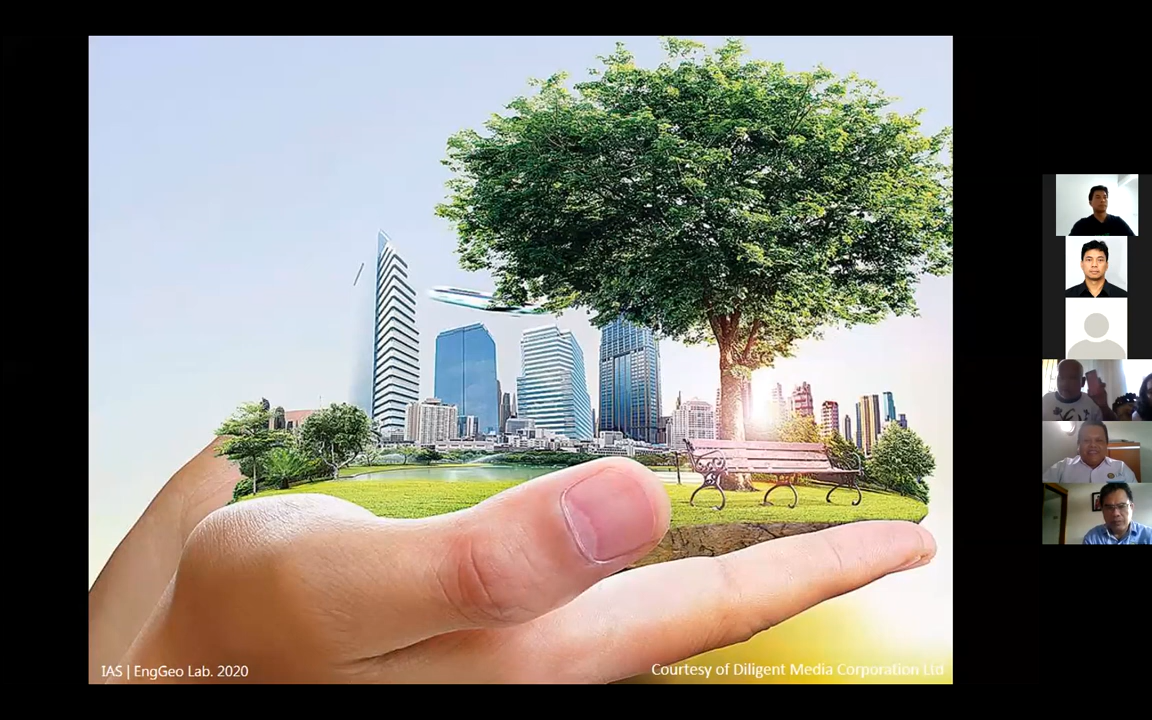 IAS | EngGeo Lab. 2020
Courtesy of Diligent Media Corporation Ltd